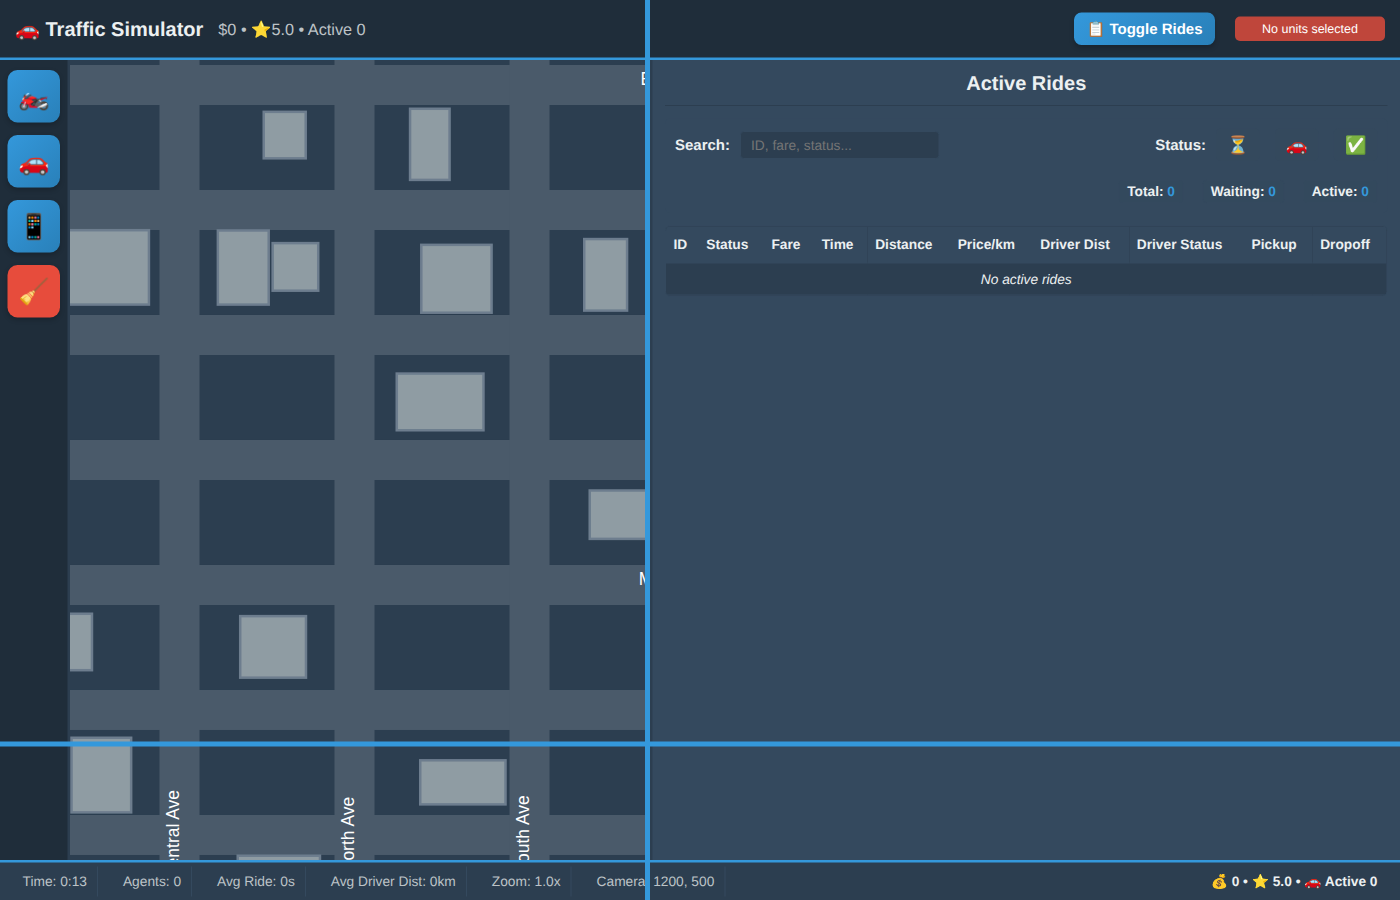 🚗 Traffic Simulator $0 • ⭐5.0 • Active 0
📋 Toggle Rides
No units selected
Active Rides
Search: ID, fare, status... Status: ⏳ 🚗 ✅
Total: 0 Waiting: 0 Active: 0
ID Status Fare Time Distance Price/km Driver Dist Driver Status Pickup Dropoff
No active rides
entral Ave
orth Ave
outh Ave
Time: 0:13 Agents: 0 Avg Ride: 0s Avg Driver Dist: 0km Zoom: 1.0x Camera 1200, 500
💰 0 • ⭐ 5.0 • 🚗 Active 0